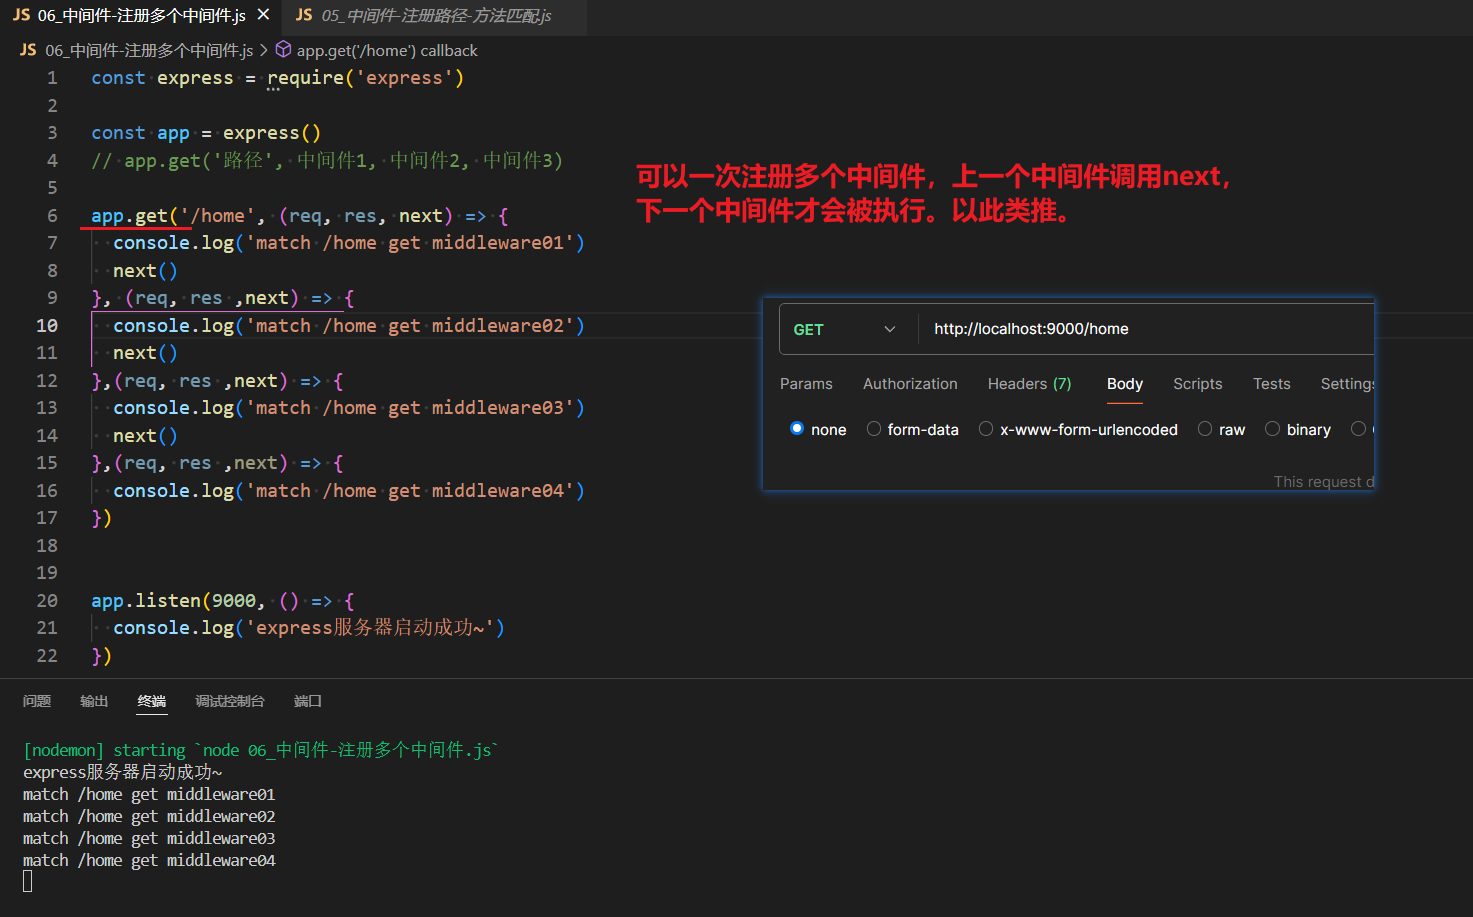 JS 06_中间件-注册多个中间件.js ×
JS 05_中间件-注册路径-方法匹配.js
JS 06_中间件-注册多个中间件.js > app.get('/home') callback
1 const express = require('express')
2
3 const app = express()
4 // app.get('路径', 中间件1, 中间件2, 中间件3)
5
6 app.get('/home', (req, res, next) => {
7 console.log('match /home get middleware01')
8 next()
9 }, (req, res ,next) => {
10 console.log('match /home get middleware02')
11 next()
12 },(req, res ,next) => {
13 console.log('match /home get middleware03')
14 next()
15 },(req, res ,next) => {
16 console.log('match /home get middleware04')
17 })
18
19
20 app.listen(9000, () => {
21 console.log('express服务器启动成功~')
22 })
可以一次注册多个中间件，上一个中间件调用next，
下一个中间件才会被执行。以此类推。
GET http://localhost:9000/home
Params Authorization Headers (7) Body Scripts Tests Settings
none form-data x-www-form-urlencoded raw binary
This request d
问题 输出 终端 调试控制台 端口
[nodemon] starting `node 06_中间件-注册多个中间件.js`
express服务器启动成功~
match /home get middleware01
match /home get middleware02
match /home get middleware03
match /home get middleware04